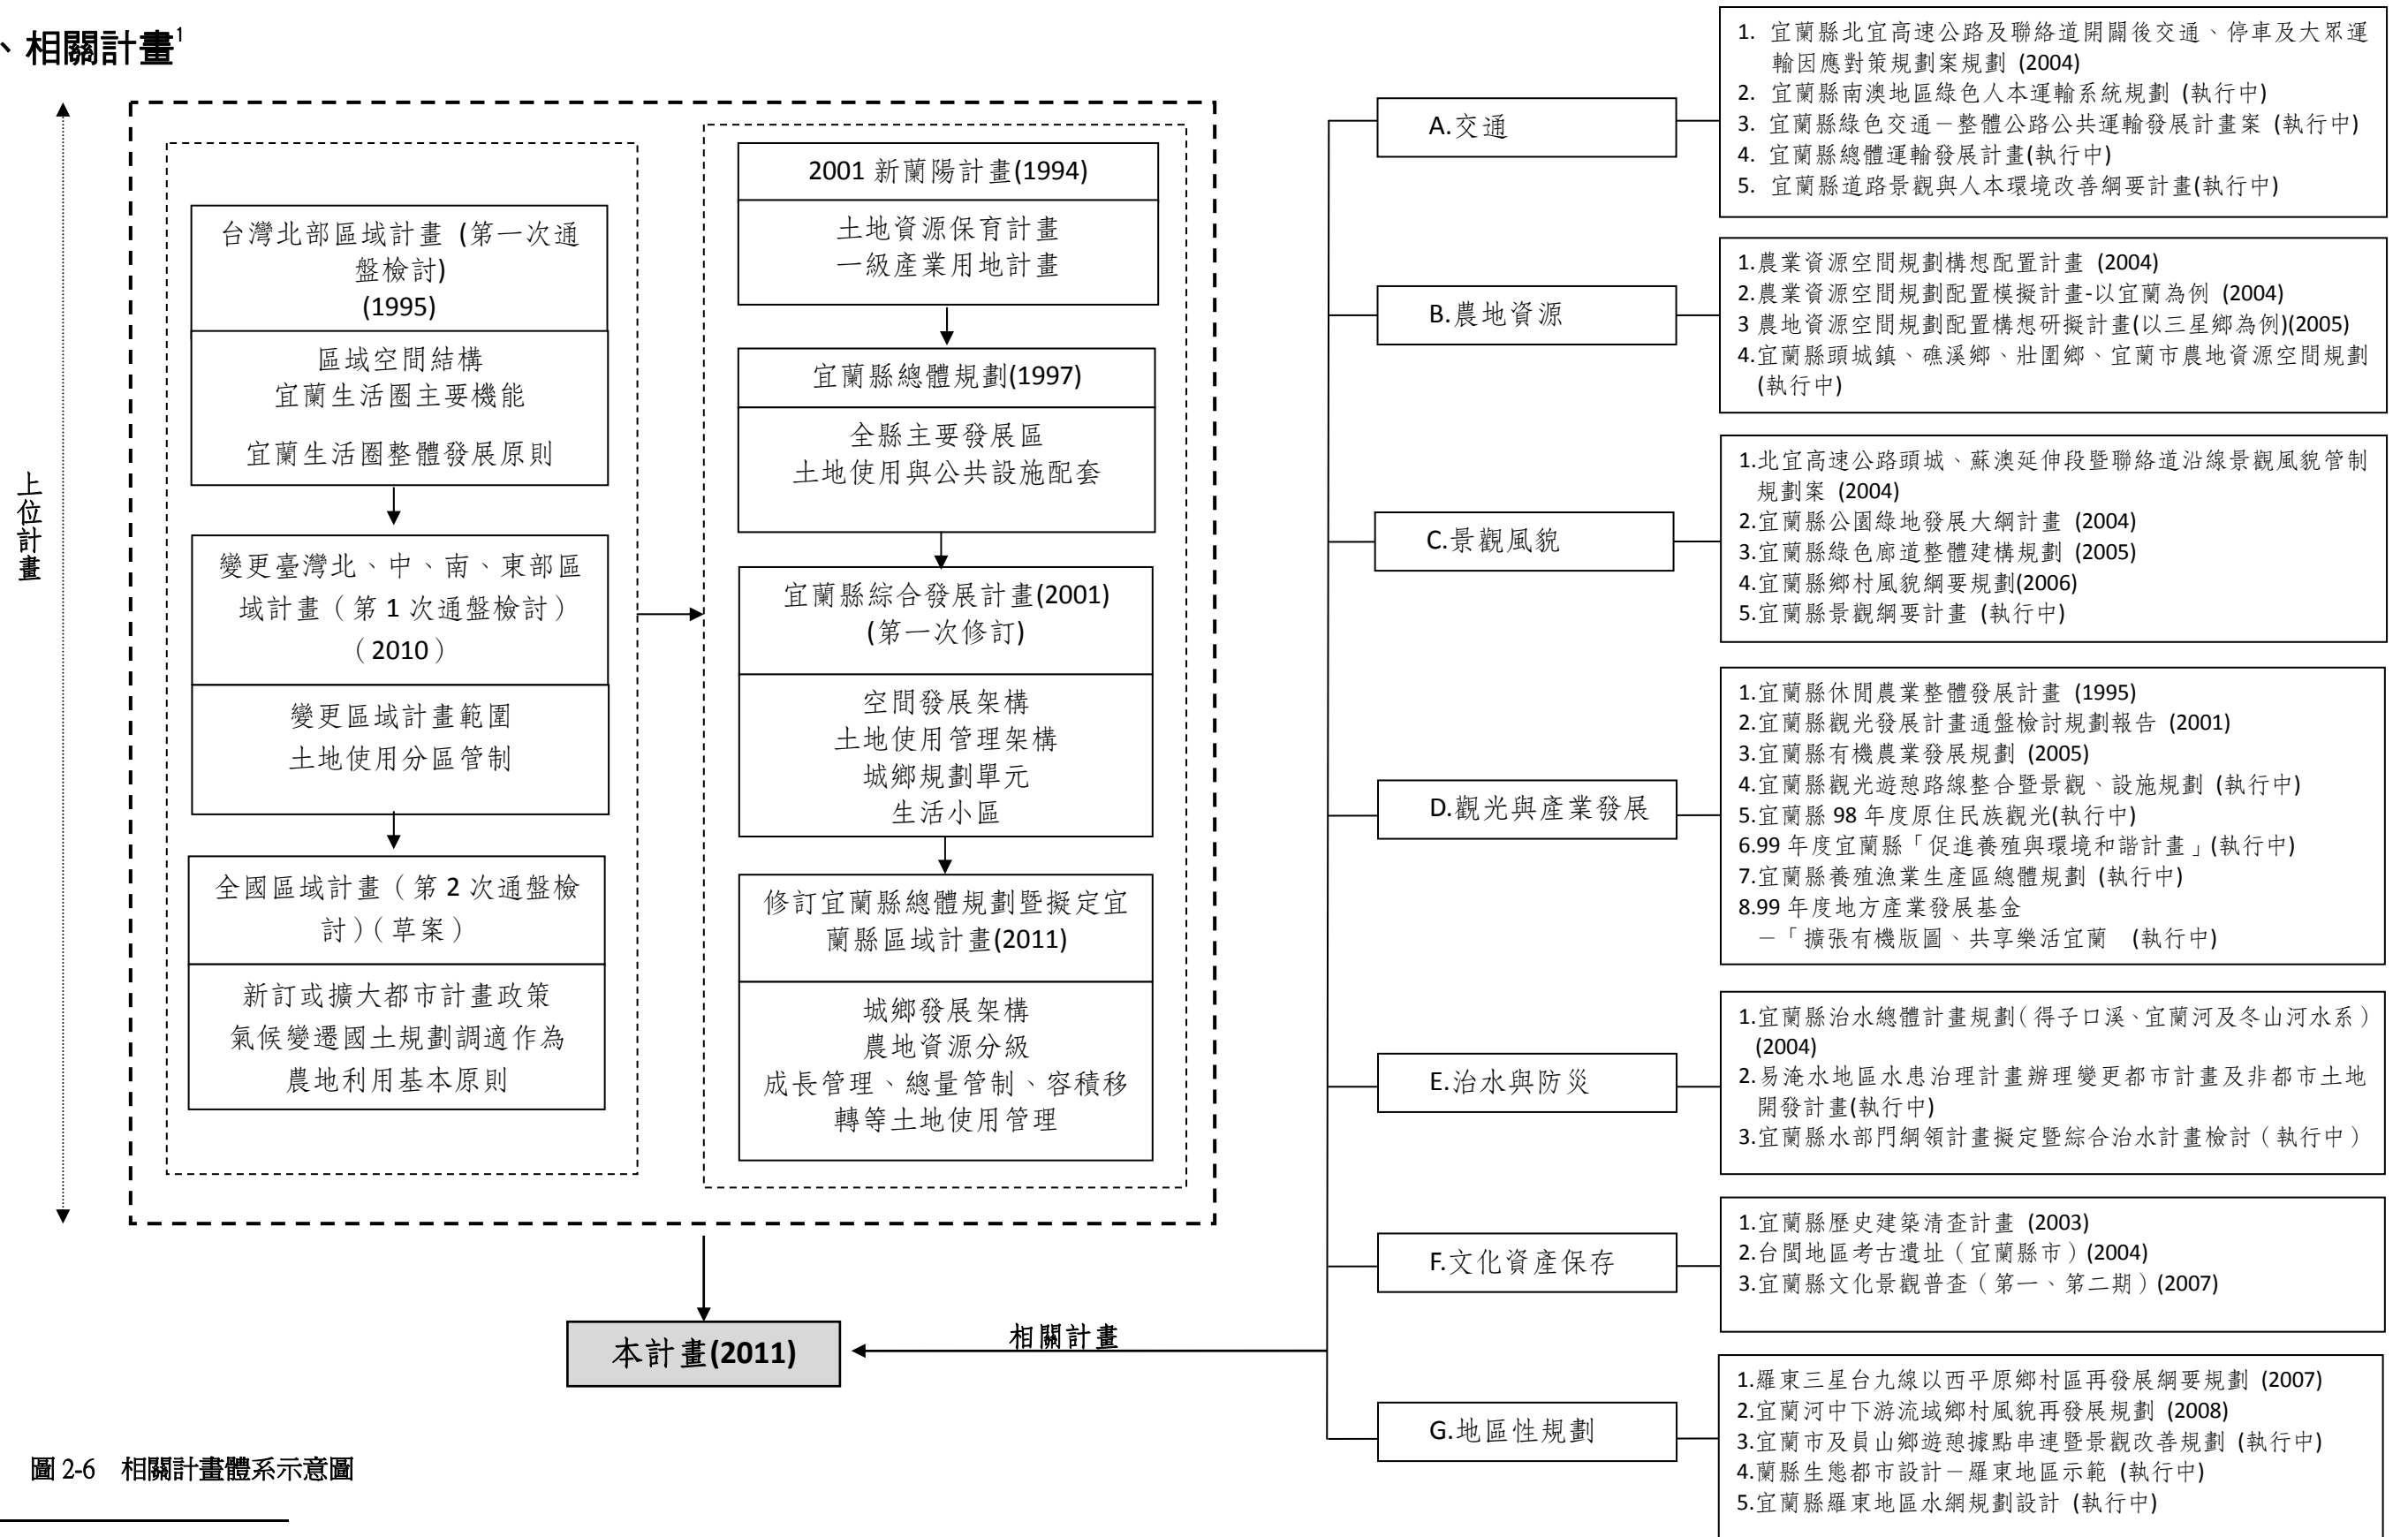 、相關計畫1
上位計畫
台灣北部區域計畫 (第一次通
盤檢討)
(1995)
區域空間結構
宜蘭生活圈主要機能
宜蘭生活圈整體發展原則
變更臺灣北、中、南、東部區
域計畫（第 1 次通盤檢討）
（2010）
變更區域計畫範圍
土地使用分區管制
全國區域計畫（第 2 次通盤檢
討）（草案）
新訂或擴大都市計畫政策
氣候變遷國土規劃調適作為
農地利用基本原則
2001 新蘭陽計畫(1994)
土地資源保育計畫
一級產業用地計畫
宜蘭縣總體規劃(1997)
全縣主要發展區
土地使用與公共設施配套
宜蘭縣綜合發展計畫(2001)
(第一次修訂)
空間發展架構
土地使用管理架構
城鄉規劃單元
生活小區
修訂宜蘭縣總體規劃暨擬定宜
蘭縣區域計畫(2011)
城鄉發展架構
農地資源分級
成長管理、總量管制、容積移
轉等土地使用管理
本計畫(2011)
相關計畫
A.交通
1. 宜蘭縣北宜高速公路及聯絡道開闢後交通、停車及大眾運
輸因應對策規劃案規劃 (2004)
2. 宜蘭縣南澳地區綠色人本運輸系統規劃 (執行中)
3. 宜蘭縣綠色交通－整體公路公共運輸發展計畫案 (執行中)
4. 宜蘭縣總體運輸發展計畫(執行中)
5. 宜蘭縣道路景觀與人本環境改善綱要計畫(執行中)
B.農地資源
1.農業資源空間規劃構想配置計畫 (2004)
2.農業資源空間規劃配置模擬計畫-以宜蘭為例 (2004)
3 農地資源空間規劃配置構想研擬計畫(以三星鄉為例)(2005)
4.宜蘭縣頭城鎮、礁溪鄉、壯圍鄉、宜蘭市農地資源空間規劃
(執行中)
C.景觀風貌
1.北宜高速公路頭城、蘇澳延伸段暨聯絡道沿線景觀風貌管制
規劃案 (2004)
2.宜蘭縣公園綠地發展大綱計畫 (2004)
3.宜蘭縣綠色廊道整體建構規劃 (2005)
4.宜蘭縣鄉村風貌綱要規劃(2006)
5.宜蘭縣景觀綱要計畫 (執行中)
D.觀光與產業發展
1.宜蘭縣休閒農業整體發展計畫 (1995)
2.宜蘭縣觀光發展計畫通盤檢討規劃報告 (2001)
3.宜蘭縣有機農業發展規劃 (2005)
4.宜蘭縣觀光遊憩路線整合暨景觀、設施規劃 (執行中)
5.宜蘭縣 98 年度原住民族觀光(執行中)
6.99 年度宜蘭縣「促進養殖與環境和諧計畫」(執行中)
7.宜蘭縣養殖漁業生產區總體規劃 (執行中)
8.99 年度地方產業發展基金
－「擴張有機版圖、共享樂活宜蘭 (執行中)
E.治水與防災
1.宜蘭縣治水總體計畫規劃（得子口溪、宜蘭河及冬山河水系）
(2004)
2.易淹水地區水患治理計畫辦理變更都市計畫及非都市土地
開發計畫(執行中)
3.宜蘭縣水部門綱領計畫擬定暨綜合治水計畫檢討（執行中）
F.文化資產保存
1.宜蘭縣歷史建築清查計畫 (2003)
2.台閩地區考古遺址（宜蘭縣市）(2004)
3.宜蘭縣文化景觀普查（第一、第二期）(2007)
G.地區性規劃
1.羅東三星台九線以西平原鄉村區再發展綱要規劃 (2007)
2.宜蘭河中下游流域鄉村風貌再發展規劃 (2008)
3.宜蘭市及員山鄉遊憩據點串連暨景觀改善規劃 (執行中)
4.蘭縣生態都市設計－羅東地區示範 (執行中)
5.宜蘭縣羅東地區水網規劃設計 (執行中)
圖 2-6 相關計畫體系示意圖